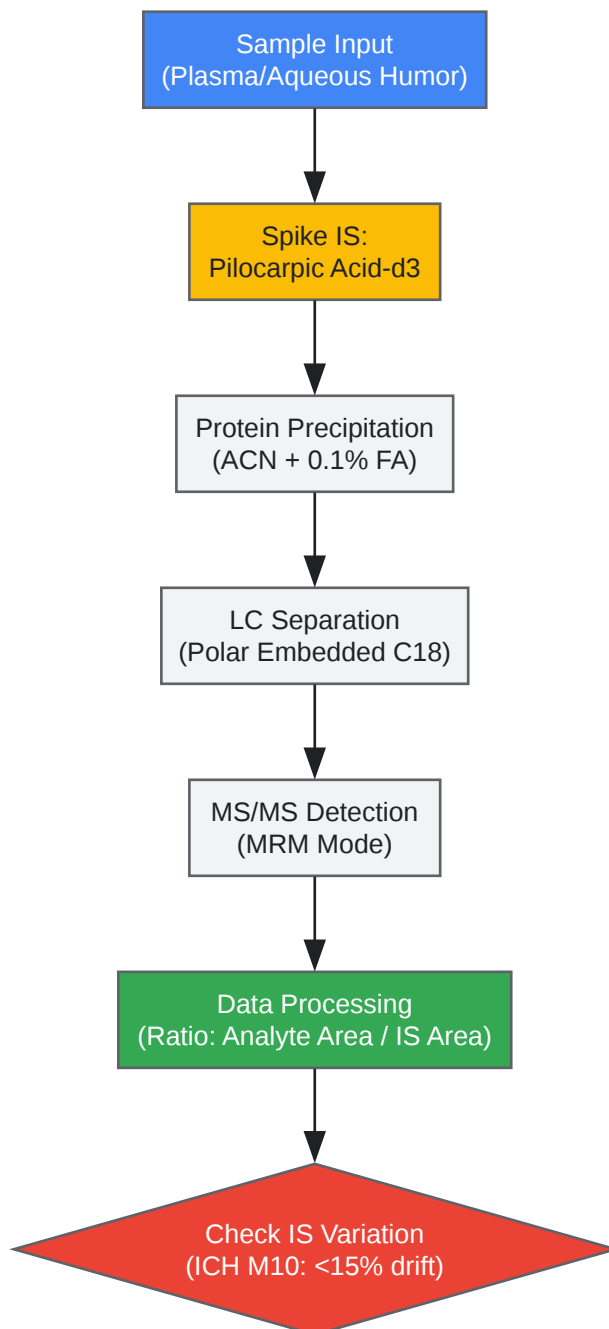 Sample Input
(Plasma/Aqueous Humor)
Spike IS:
Pilocarpic Acid-d3
Protein Precipitation
(ACN + 0.1% FA)
LC Separation
(Polar Embedded C18)
MS/MS Detection
(MRM Mode)
Data Processing
(Ratio: Analyte Area / IS Area)
Check IS Variation
(ICH M10: <15% drift)